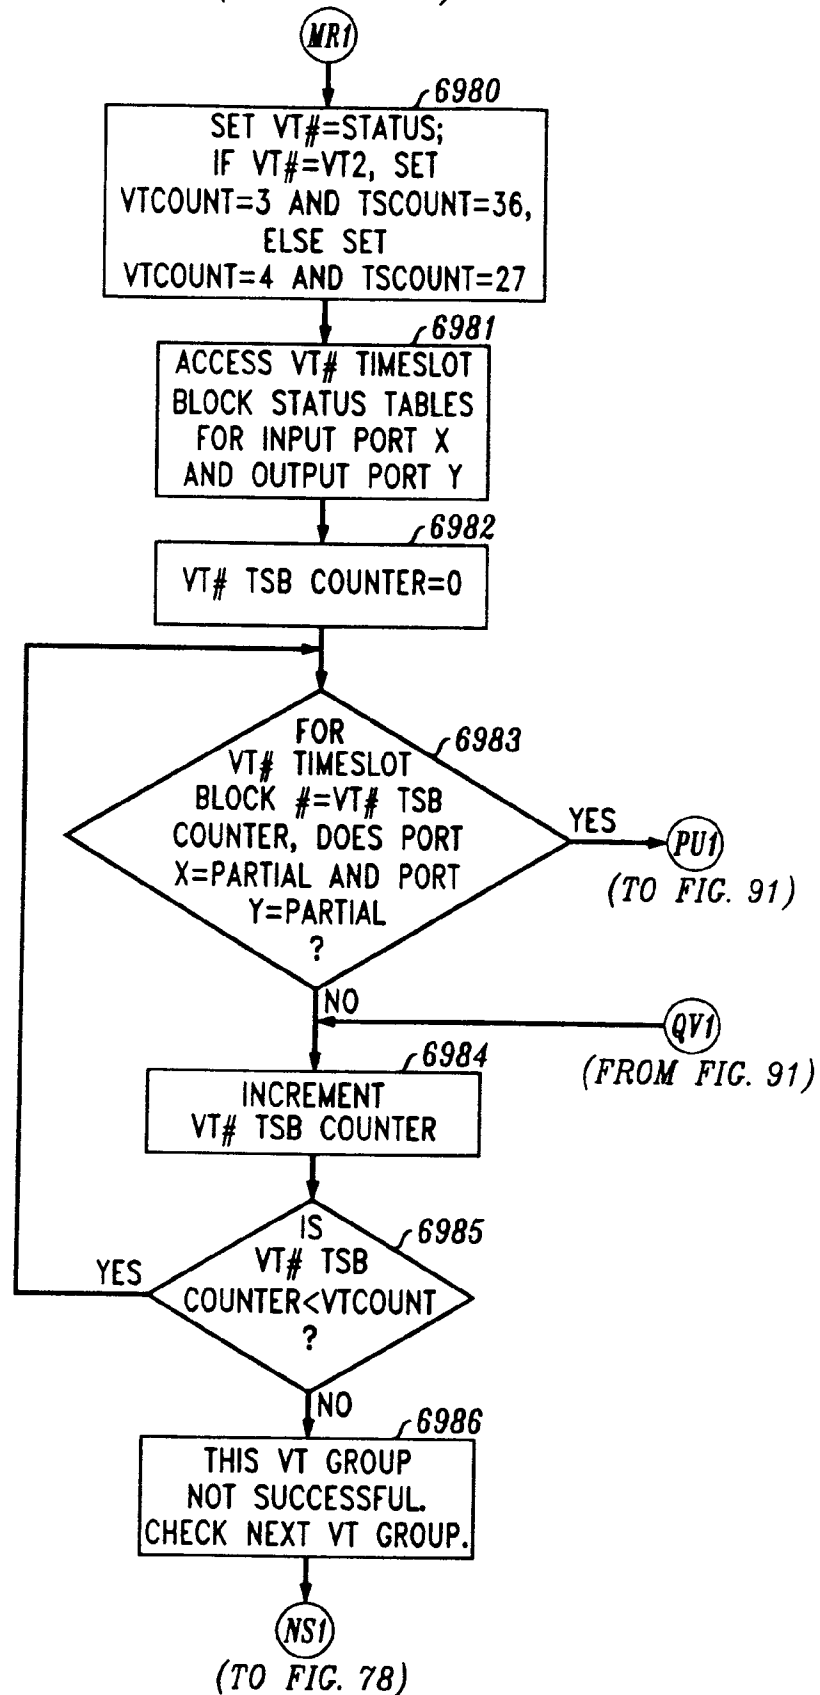 MR1
6980
SET VT#=STATUS;
IF VT#=VT2, SET
VTCOUNT=3 AND TSCOUNT=36,
ELSE SET
VTCOUNT=4 AND TSCOUNT=27
6981
ACCESS VT# TIMESLOT
BLOCK STATUS TABLES
FOR INPUT PORT X
AND OUTPUT PORT Y
6982
VT# TSB COUNTER=0
6983
FOR
VT# TIMESLOT
BLOCK #=VT# TSB
COUNTER, DOES PORT
X=PARTIAL AND PORT
Y=PARTIAL
?
YES
PU1
(TO FIG. 91)
NO
QV1
(FROM FIG. 91)
6984
INCREMENT
VT# TSB COUNTER
6985
IS
VT# TSB
COUNTER<VTCOUNT
?
YES
NO
6986
THIS VT GROUP
NOT SUCCESSFUL.
CHECK NEXT VT GROUP.
NS1
(TO FIG. 78)